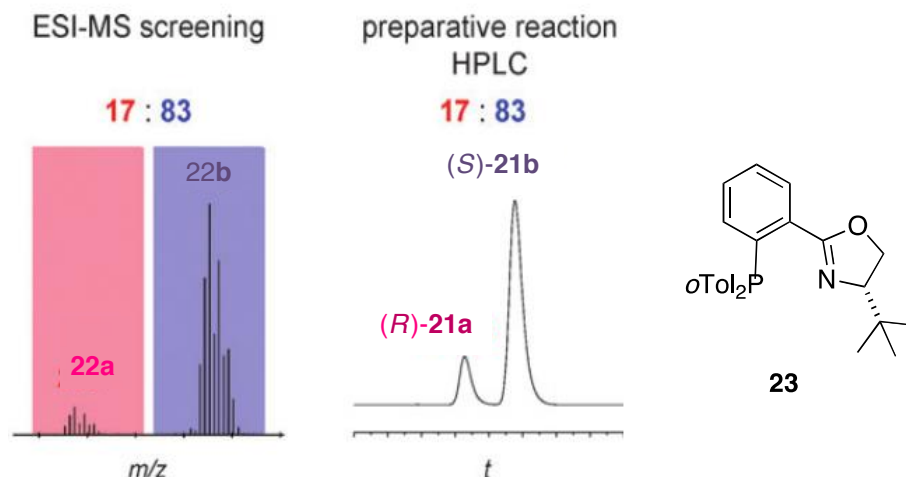 ESI-MS screening
17 : 83
22a
22b
m/z
preparative reaction
HPLC
17 : 83
(S)-21b
(R)-21a
t
O
N
oTol2P
23